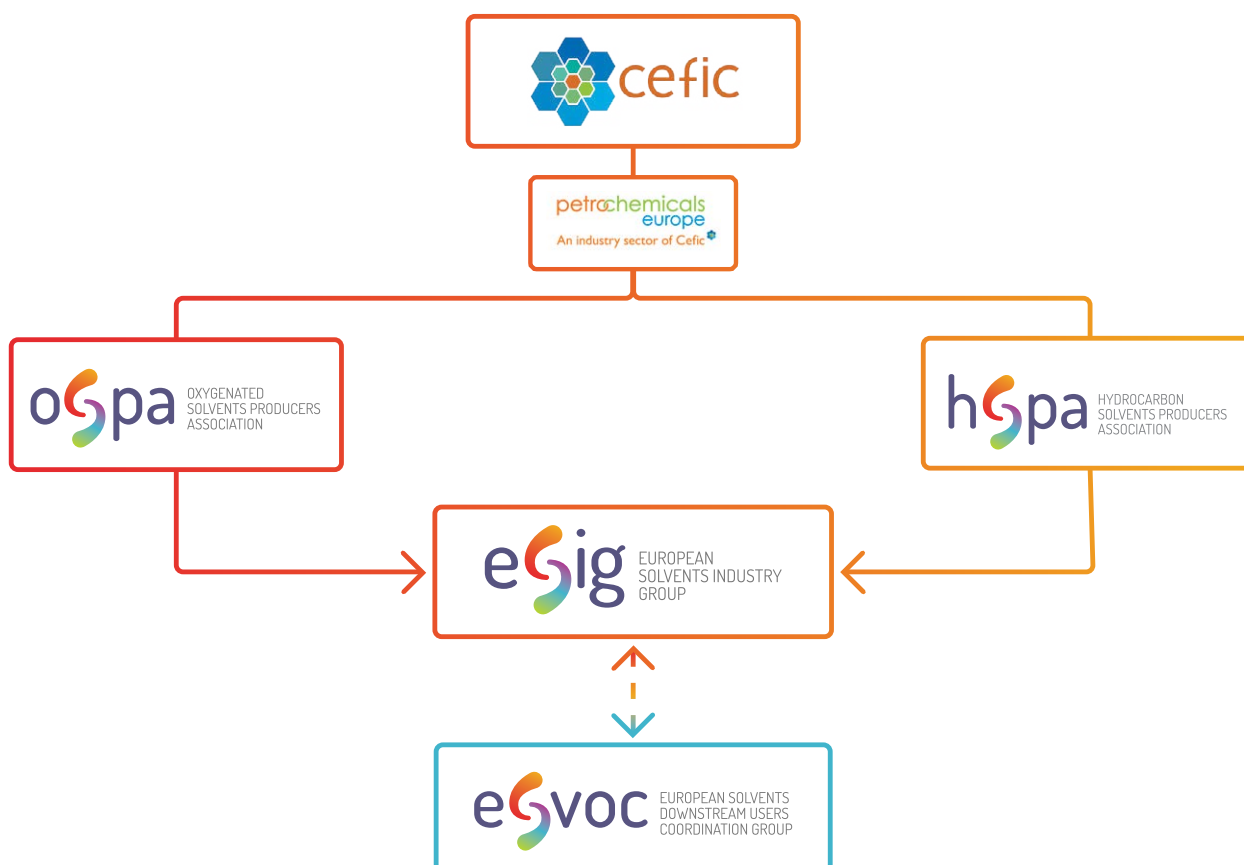 cefic
petrochemicals
europe
An industry sector of Cefic
ospa
OXYGENATED
SOLVENTS PRODUCERS
ASSOCIATION
hspa
HYDROCARBON
SOLVENTS PRODUCERS
ASSOCIATION
esig
EUROPEAN
SOLVENTS INDUSTRY
GROUP
esvoc
EUROPEAN SOLVENTS
DOWNSTREAM USERS
COORDINATION GROUP